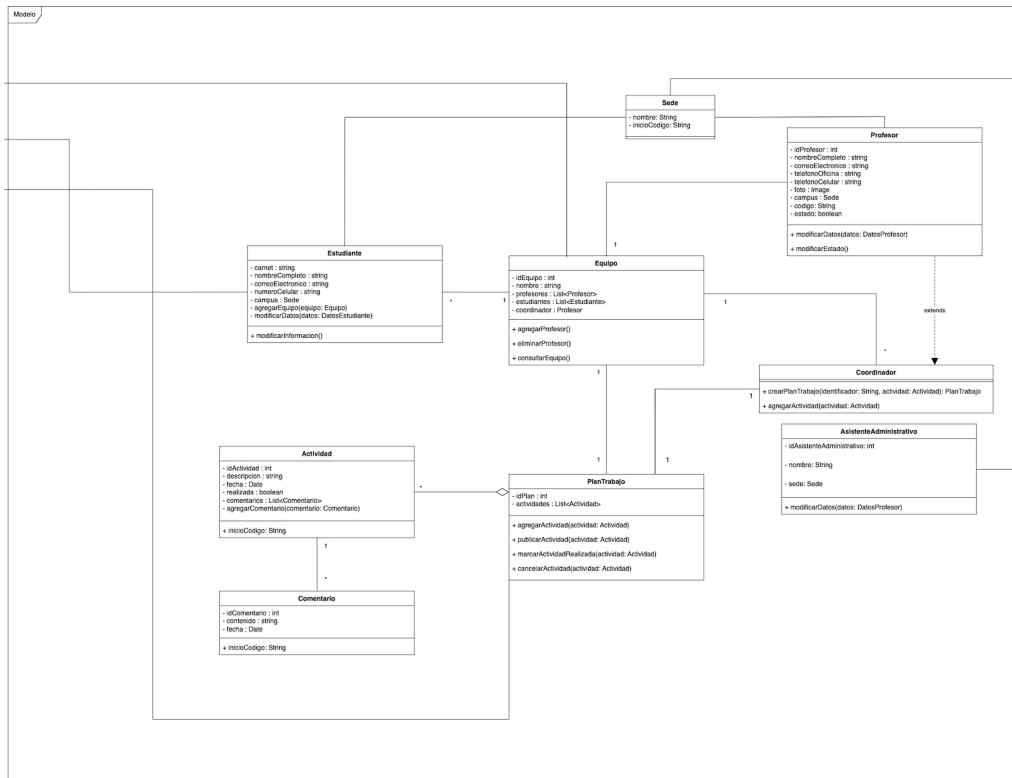 Modelo
Sede
- nombre: String
- inicioCodigo: String
Profesor
- idProfesor : int
- nombreCompleto : string
- correoElectronico : string
- telefonoOficina : string
- telefonoCelular : string
- foto : Image
- campus : Sede
- codigo: String
- estado: boolean
+ modificarDatos(datos: DatosProfesor)
+ modificarEstado()
1
Estudiante
- carnet : string
- nombreCompleto : string
- correoElectronico : string
- numeroCelular : string
- campus : Sede
- agregarEquipo(equipo: Equipo)
- modificarDatos(datos: DatosEstudiante)
+ modificarInformacion()
*
1
Equipo
- idEquipo : int
- nombre : string
- profesores : List<Profesor>
- estudiantes : List<Estudiante>
- coordinador : Profesor
+ agregarProfesor()
+ eliminarProfesor()
+ consultarEquipo()
1
extends
*
1
Coordinador
+ crearPlanTrabajo(identificador: String, actividad: Actividad): PlanTrabajo
+ agregarActividad(actividad: Actividad)
1
AsistenteAdministrativo
- idAsistenteAdministrativo: int
- nombre: String
- sede: Sede
+ modificarDatos(datos: DatosProfesor)
1
1
PlanTrabajo
- idPlan : int
- actividades : List<Actividad>
+ agregarActividad(actividad: Actividad)
+ publicarActividad(actividad: Actividad)
+ marcarActividadRealizada(actividad: Actividad)
+ cancelarActividad(actividad: Actividad)
Actividad
- idActividad : int
- descripcion : string
- fecha : Date
- realizada : boolean
- comentarios : List<Comentario>
- agregarComentario(comentario: Comentario)
+ inicioCodigo: String
*
1
*
Comentario
- idComentario : int
- contenido : string
- fecha : Date
+ inicioCodigo: String